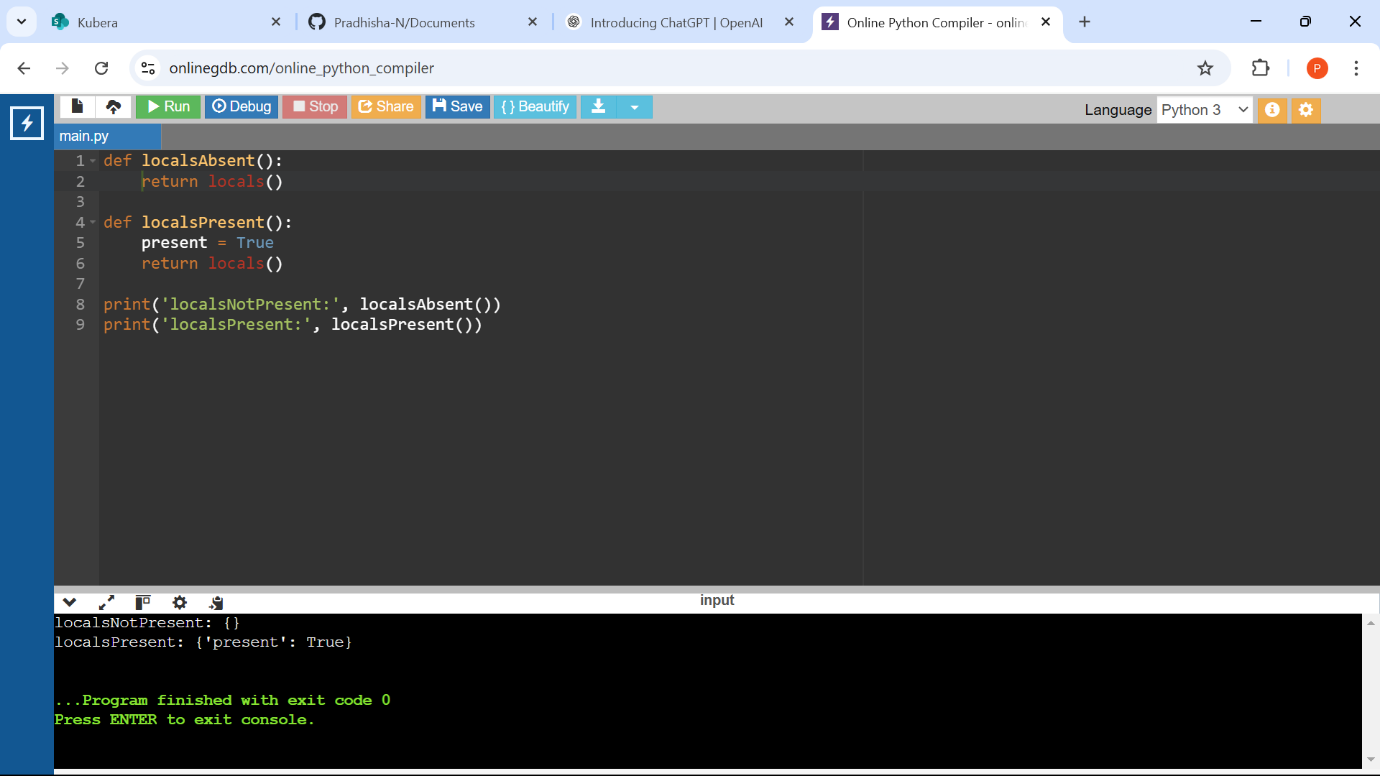 Kubera
Pradhisha-N/Documents
Introducing ChatGPT | OpenAI
Online Python Compiler - onlin
onlinegdb.com/online_python_compiler
P
Run
Debug
Stop
Share
Save
{ } Beautify
Language
Python 3
main.py
1 def localsAbsent():
2     return locals()
3
4 def localsPresent():
5     present = True
6     return locals()
7
8 print('localsNotPresent:', localsAbsent())
9 print('localsPresent:', localsPresent())
input
localsNotPresent: {}
localsPresent: {'present': True}
...Program finished with exit code 0
Press ENTER to exit console.